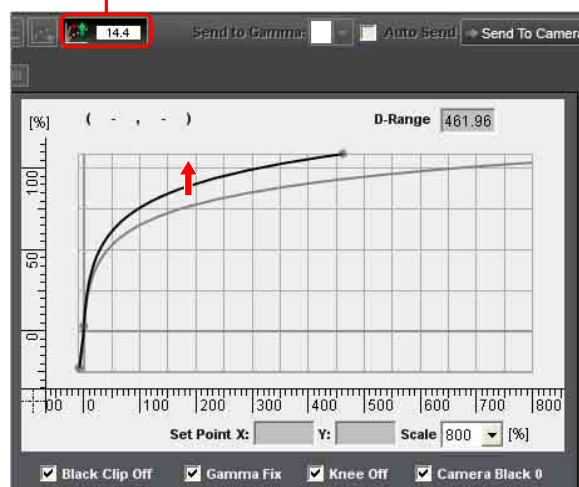 14.4 Send to Gamma: Auto Send Send To Camera
[%] ( - , - ) D-Range 461.96
100
50
0
00 0 100 200 300 400 500 600 700 800
Set Point X: Y: Scale 800 [%]
Black Clip Off Gamma Fix Knee Off Camera Black 0